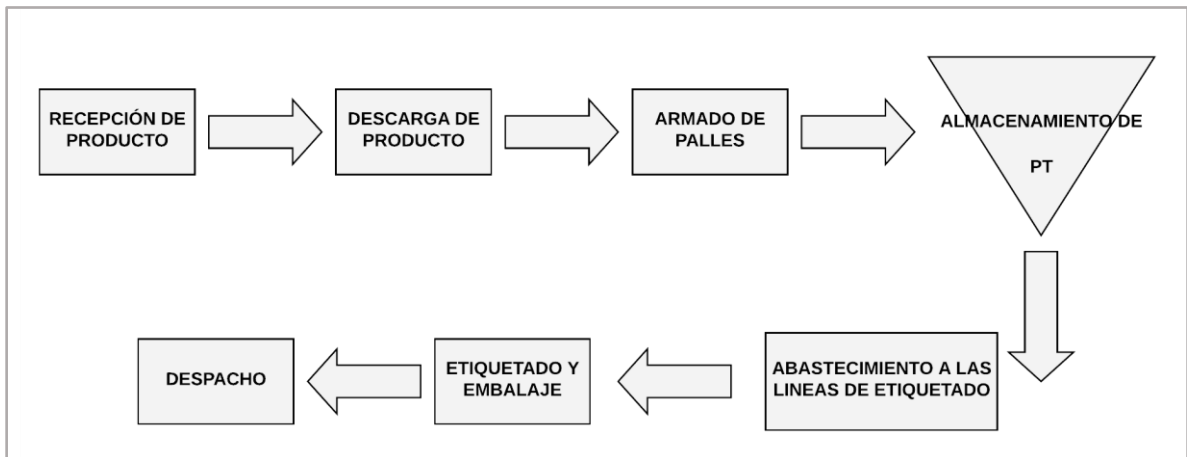 RECEPCIÓN DE
PRODUCTO
DESCARGA DE
PRODUCTO
ARMADO DE
PALLES
ALMACENAMIENTO DE
PT
ABASTECIMIENTO A LAS
LINEAS DE ETIQUETADO
ETIQUETADO Y
EMBALAJE
DESPACHO